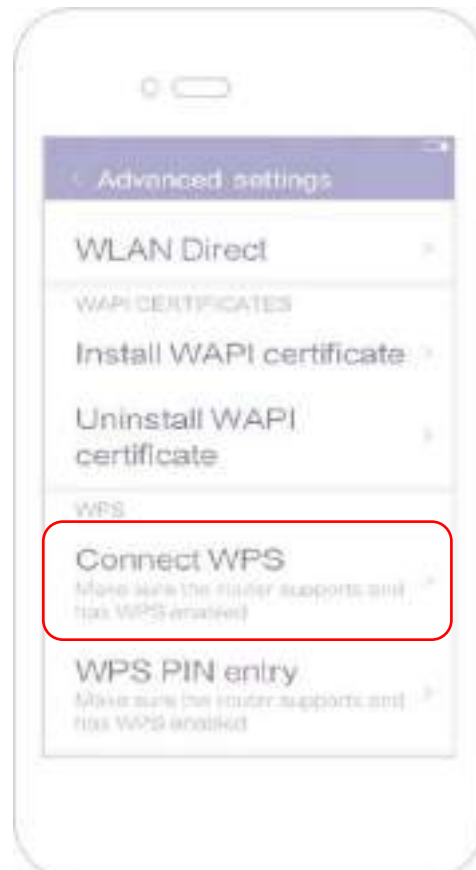 Advanced settings
WLAN Direct
WAPI CERTIFICATES
Install WAPI certificate
Uninstall WAPI
certificate
WPS
Connect WPS
Make sure the router supports and
has WPS enabled
WPS PIN entry
Make sure the router supports and
has WPS enabled